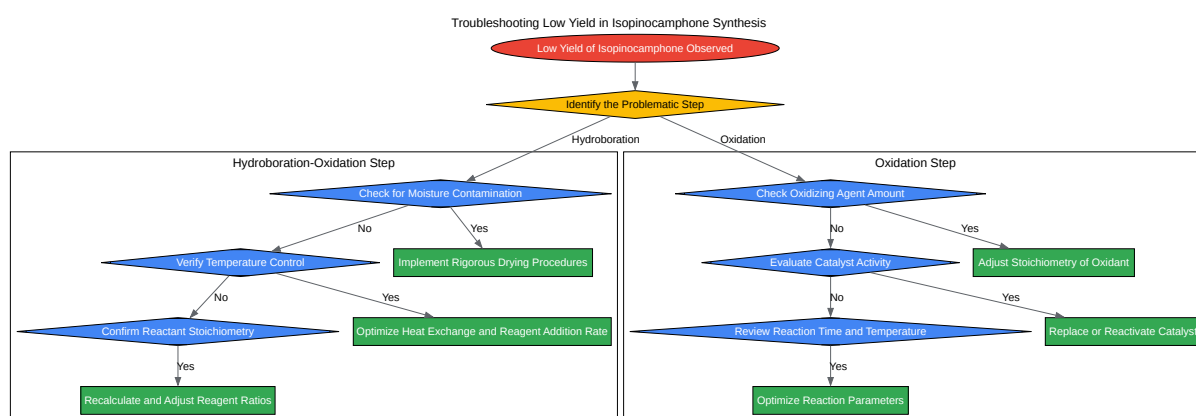 Troubleshooting Low Yield in Isopinocamphone Synthesis
Low Yield of Isopinocamphone Observed
Identify the Problematic Step
Hydroboration
Oxidation
Hydroboration-Oxidation Step
Check for Moisture Contamination
No
Yes
Verify Temperature Control
Implement Rigorous Drying Procedures
No
Yes
Confirm Reactant Stoichiometry
Optimize Heat Exchange and Reagent Addition Rate
Yes
Recalculate and Adjust Reagent Ratios
Oxidation Step
Check Oxidizing Agent Amount
No
Yes
Evaluate Catalyst Activity
Adjust Stoichiometry of Oxidant
No
Yes
Review Reaction Time and Temperature
Replace or Reactivate Catalyst
Yes
Optimize Reaction Parameters